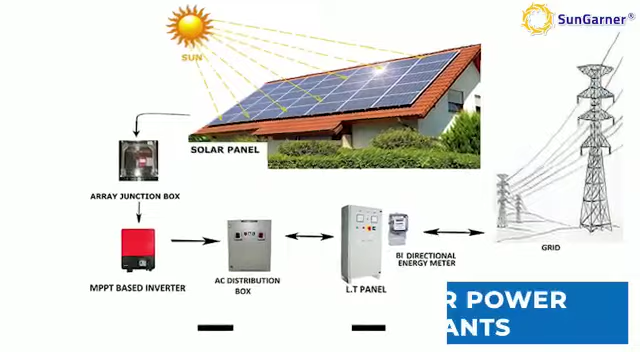 SunGarner®
SUN
SOLAR PANEL
ARRAY JUNCTION BOX
MPPT BASED INVERTER
AC DISTRIBUTION
BOX
L.T PANEL
BI DIRECTIONAL
ENERGY METER
GRID
R POWER
ANTS